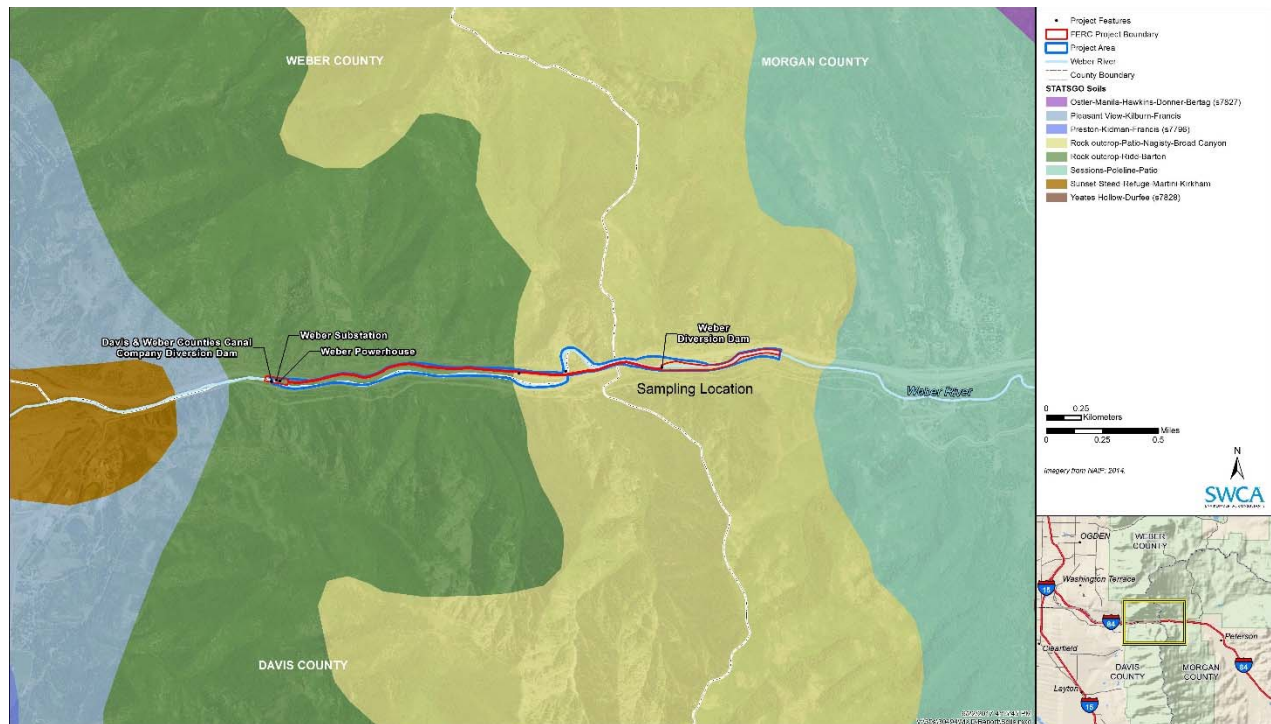 WEBER COUNTY
MORGAN COUNTY
Weber Substation
Davis & Weber Counties Canal
Company Diversion Dam
Weber Powerhouse
Weber
Diversion Dam
Sampling Location
Weber River
DAVIS COUNTY
Project Features
FERC Project Boundary
Project Area
Weber River
County Boundary
STATSGO Soils
Ostler-Manila-Hawkins-Donner-Bertag (s7827)
Pleasant View-Kilburn-Francis
Preston-Kidman-Francis (s7796)
Rock outcrop-Patio-Nagisty-Broad Canyon
Rock outcrop-Ridd-Barton
Sessions-Poleline-Patio
Sunset-Steed-Refuge-Martini-Kirkham
Yeates Hollow-Durfee (s7829)
0 0.25
Kilometers
Miles
0 0.25 0.5
Imagery from NAIP, 2014.
N
SWCA
ENVIRONMENTAL CONSULTANTS
OGDEN
WEBER
COUNTY
Washington Terrace
15
84
Peterson
Clearfield
DAVIS
COUNTY
MORGAN
COUNTY
84
Layton
15